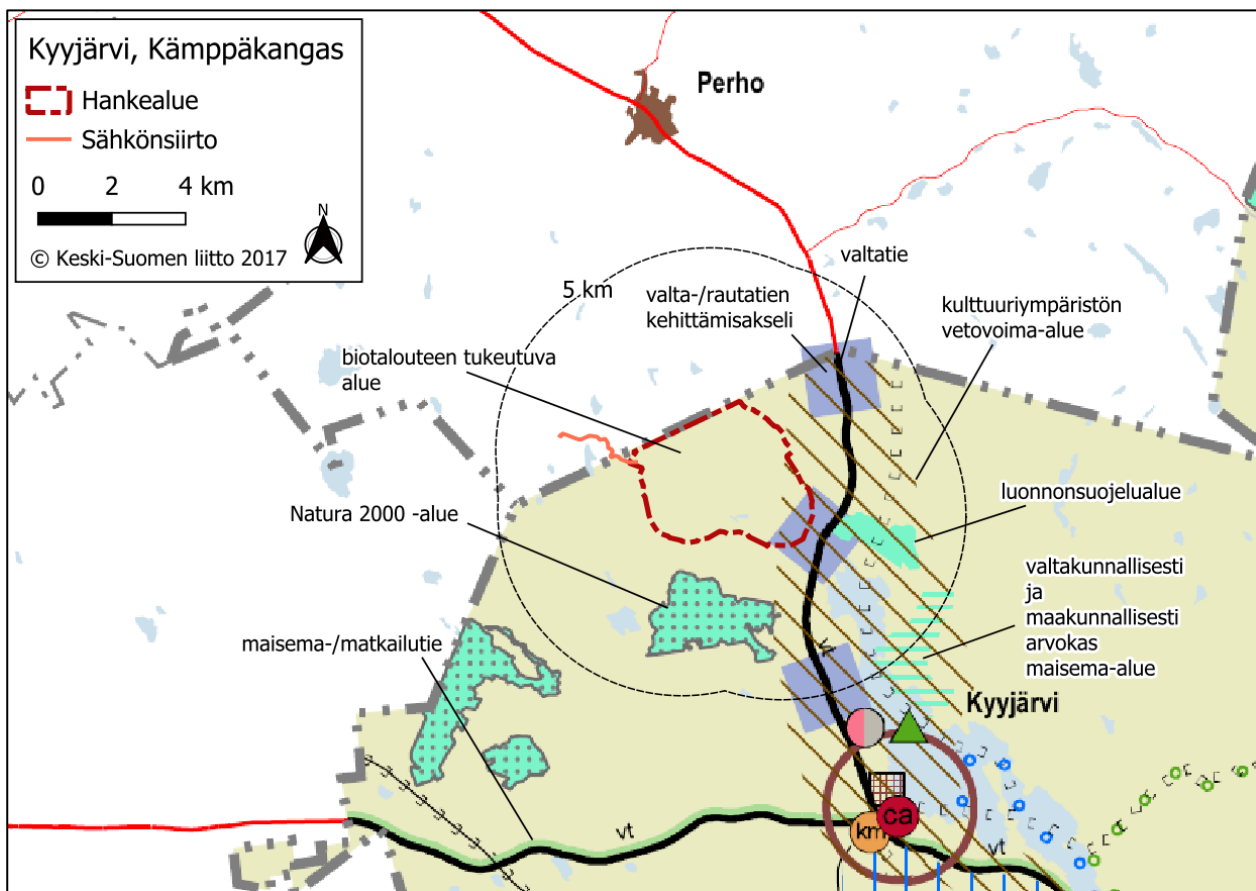 Kyyjärvi, Kämppäkangas
Hankealue
Sähkönsiirto
0 2 4 km
N
© Keski-Suomen liitto 2017
Perho
valtatie
5 km
valta-/rautatien
kehittämisakseli
kulttuuriympäristön
vetovoima-alue
biotalouteen tukeutuva
alue
luonnonsuojelualue
Natura 2000 -alue
valtakunnallisesti
ja
maakunnallisesti
arvokas
maisema-alue
maisema-/matkailutie
vt
Kyyjärvi
ca
km
vt
vt